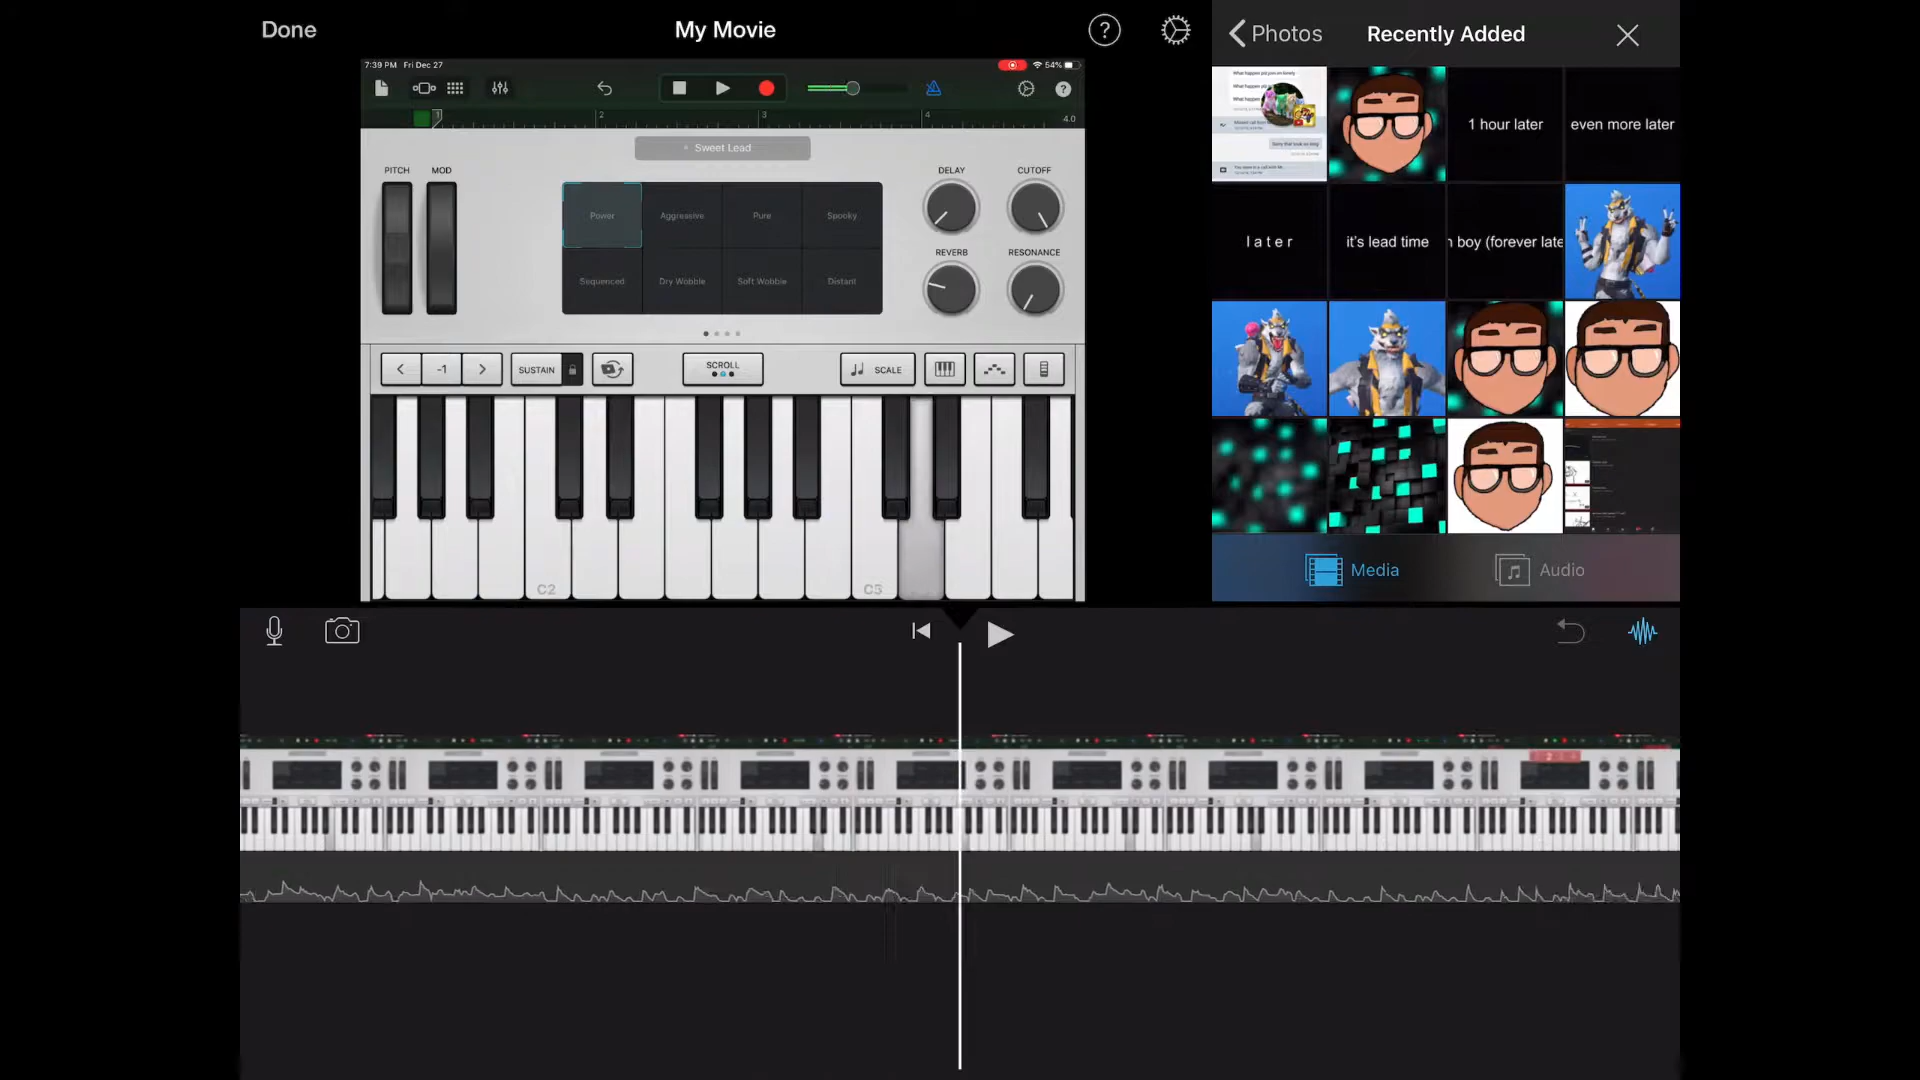 Done
My Movie
?
Photos
Recently Added
7:39 PM Fri Dec 27
54%
?
1
2
3
4
4.0
Sweet Lead
PITCH
MOD
Power
Aggressive
Pure
Spooky
Sequenced
Dry Wobble
Soft Wobble
Distant
DELAY
CUTOFF
REVERB
RESONANCE
-1
SUSTAIN
SCROLL
SCALE
C2
C3
1 hour later
even more later
l a t e r
it's lead time
boy (forever late
Media
Audio